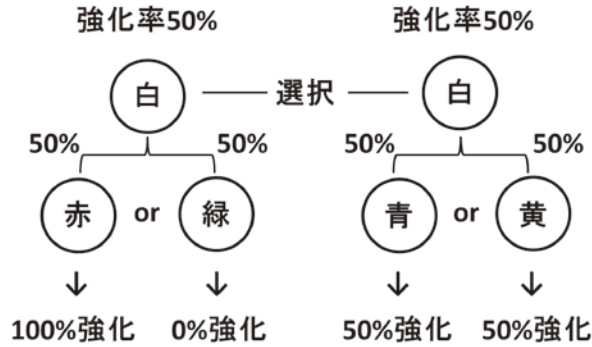 強化率50% 強化率50%
白 選択 白
50% 50% 50% 50%
赤 or 緑 青 or 黄
↓ ↓ ↓ ↓
100%強化 0%強化 50%強化 50%強化